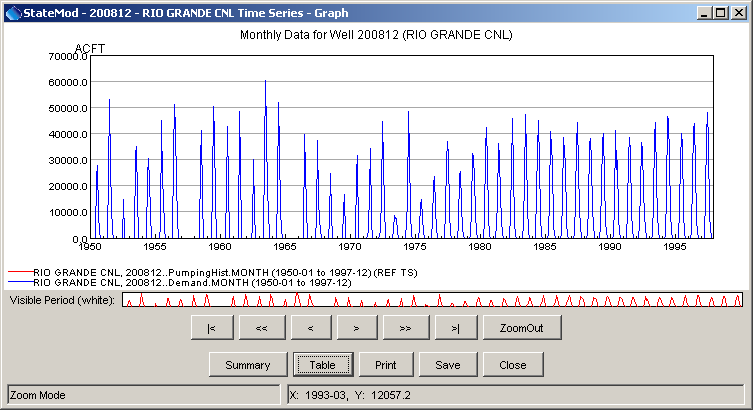 StateMod - 200812 - RIO GRANDE CNL Time Series - Graph
Monthly Data for Well 200812 (RIO GRANDE CNL)
ACFT
70000.0
60000.0
50000.0
40000.0
30000.0
20000.0
10000.0
0.0
1950 1955 1960 1965 1970 1975 1980 1985 1990 1995
RIO GRANDE CNL, 200812..PumpingHist.MONTH (1950-01 to 1997-12) (REF TS)
RIO GRANDE CNL, 200812..Demand.MONTH (1950-01 to 1997-12)
Visible Period (white):
|< << < > >> >| ZoomOut
Summary Table Print Save Close
Zoom Mode X: 1993-03, Y: 12057.2